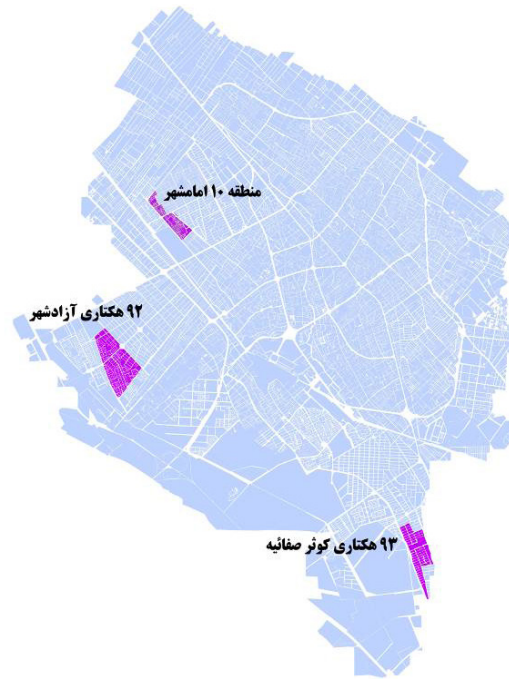 منطقه ۱۰ امامشهر
۹۲ هکتاری آزادشهر
۹۳ هکتاری کوثر صفائیه